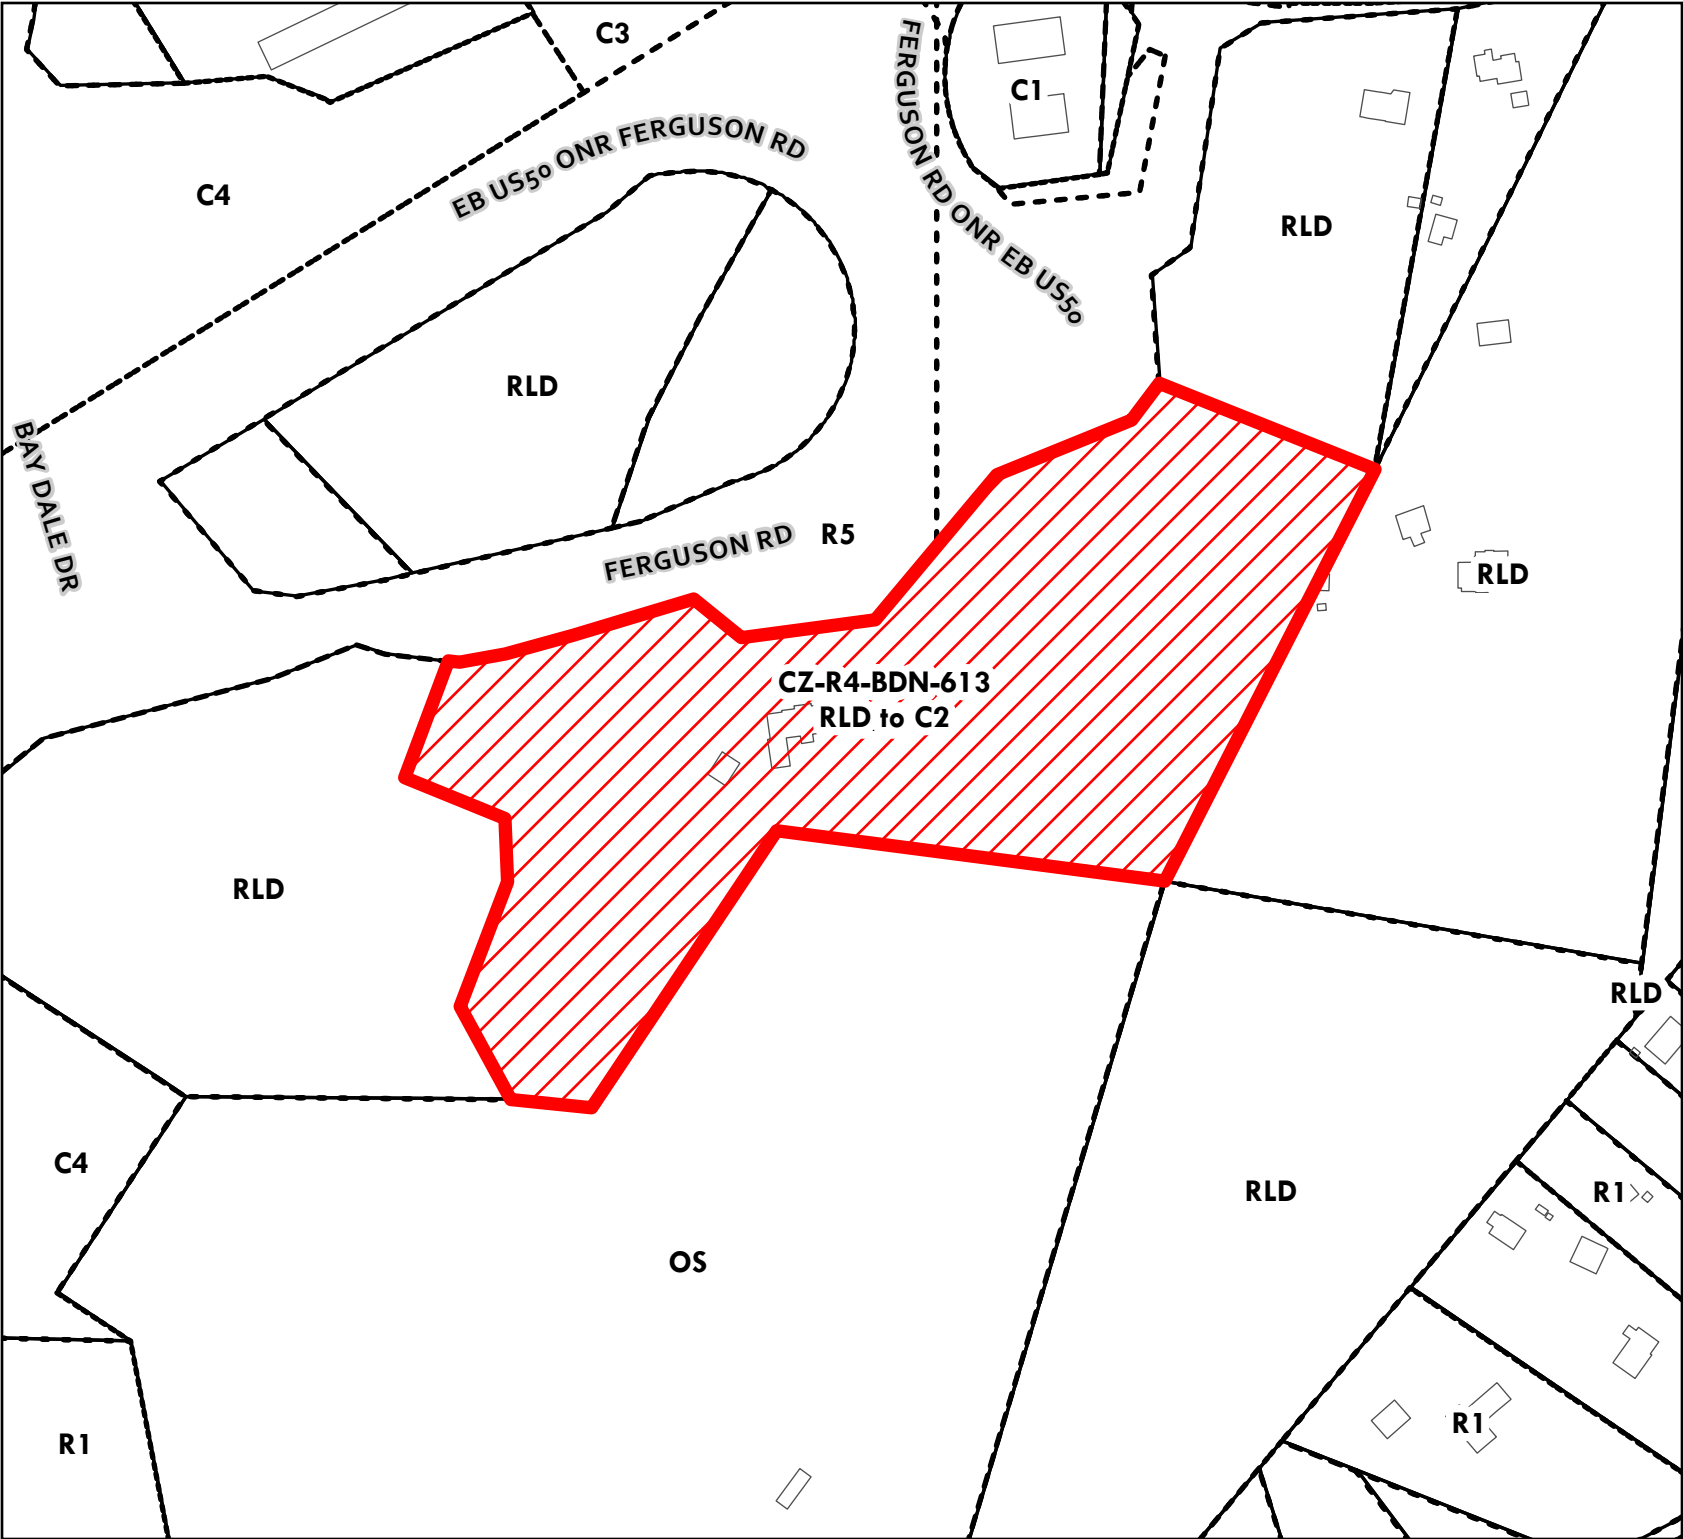 C3
C1
C4
EB US50 ONR FERGUSON RD
FERGUSON RD ONR EB US50
RLD
RLD
BAY DALE DR
FERGUSON RD
R5
RLD
CZ-R4-BDN-613
RLD to C2
RLD
RLD
C4
RLD
R1
OS
R1
R1